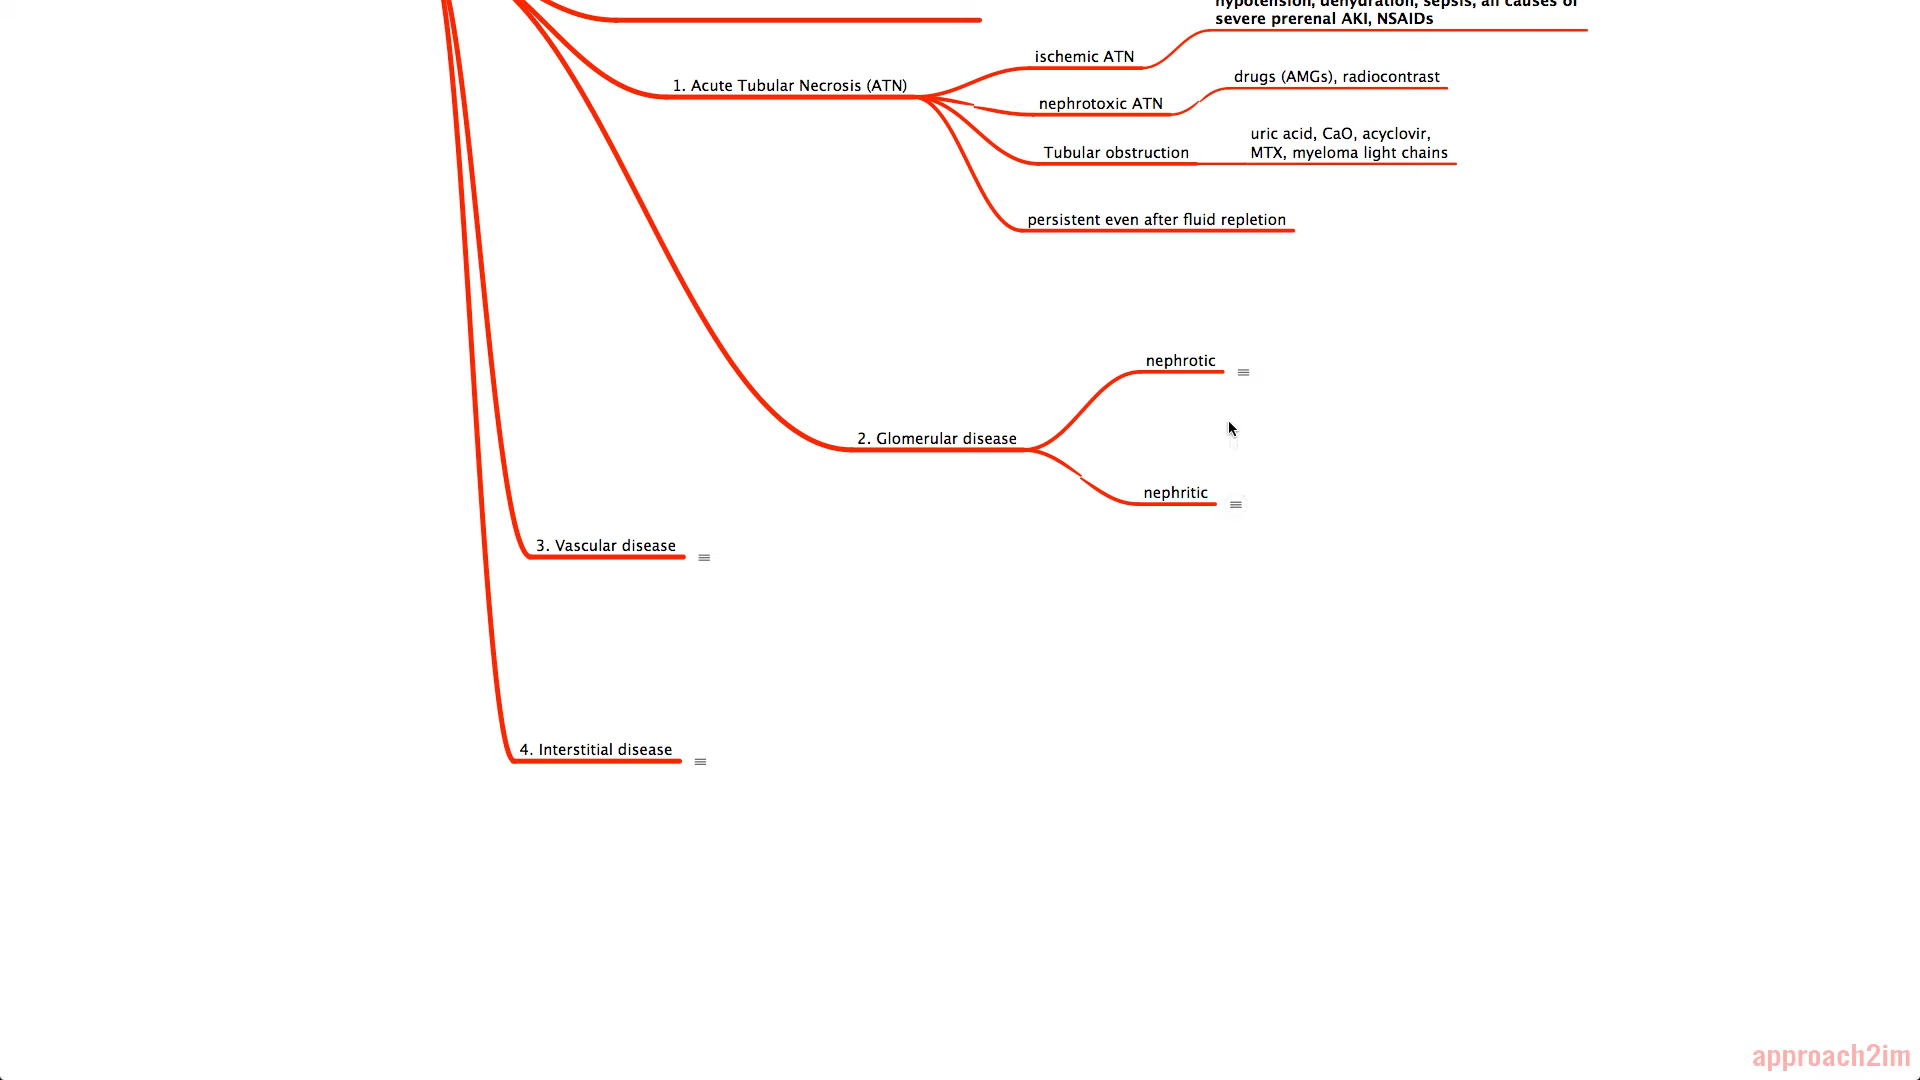 hypotension, dehydration, sepsis, all causes of
severe prerenal AKI, NSAIDs
ischemic ATN
1. Acute Tubular Necrosis (ATN)
drugs (AMGs), radiocontrast
nephrotoxic ATN
uric acid, CaO, acyclovir,
MTX, myeloma light chains
Tubular obstruction
persistent even after fluid repletion
nephrotic
2. Glomerular disease
nephritic
3. Vascular disease
4. Interstitial disease
approach2im